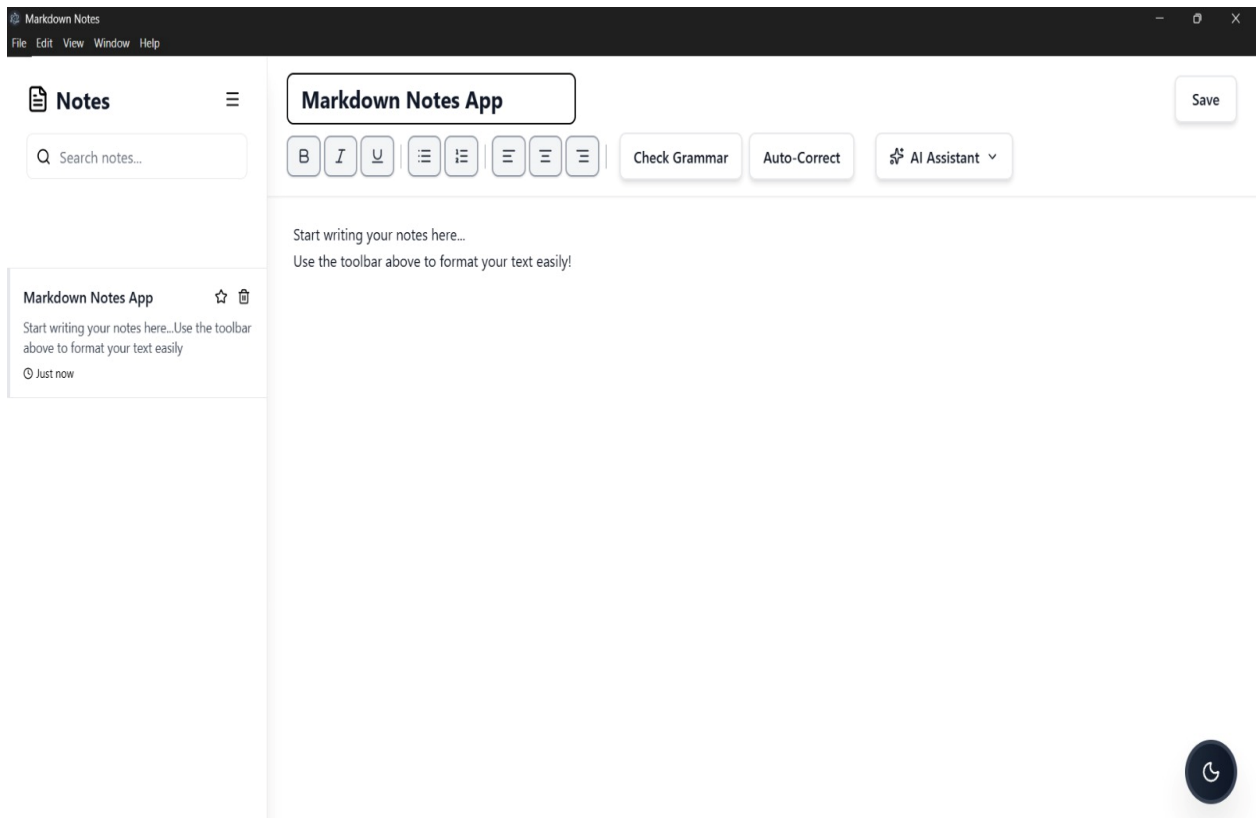 Markdown Notes
File Edit View Window Help
Notes
Search notes...
Markdown Notes App
Start writing your notes here...Use the toolbar
above to format your text easily
Just now
Markdown Notes App
Save
B I U
Check Grammar
Auto-Correct
AI Assistant
Start writing your notes here...
Use the toolbar above to format your text easily!